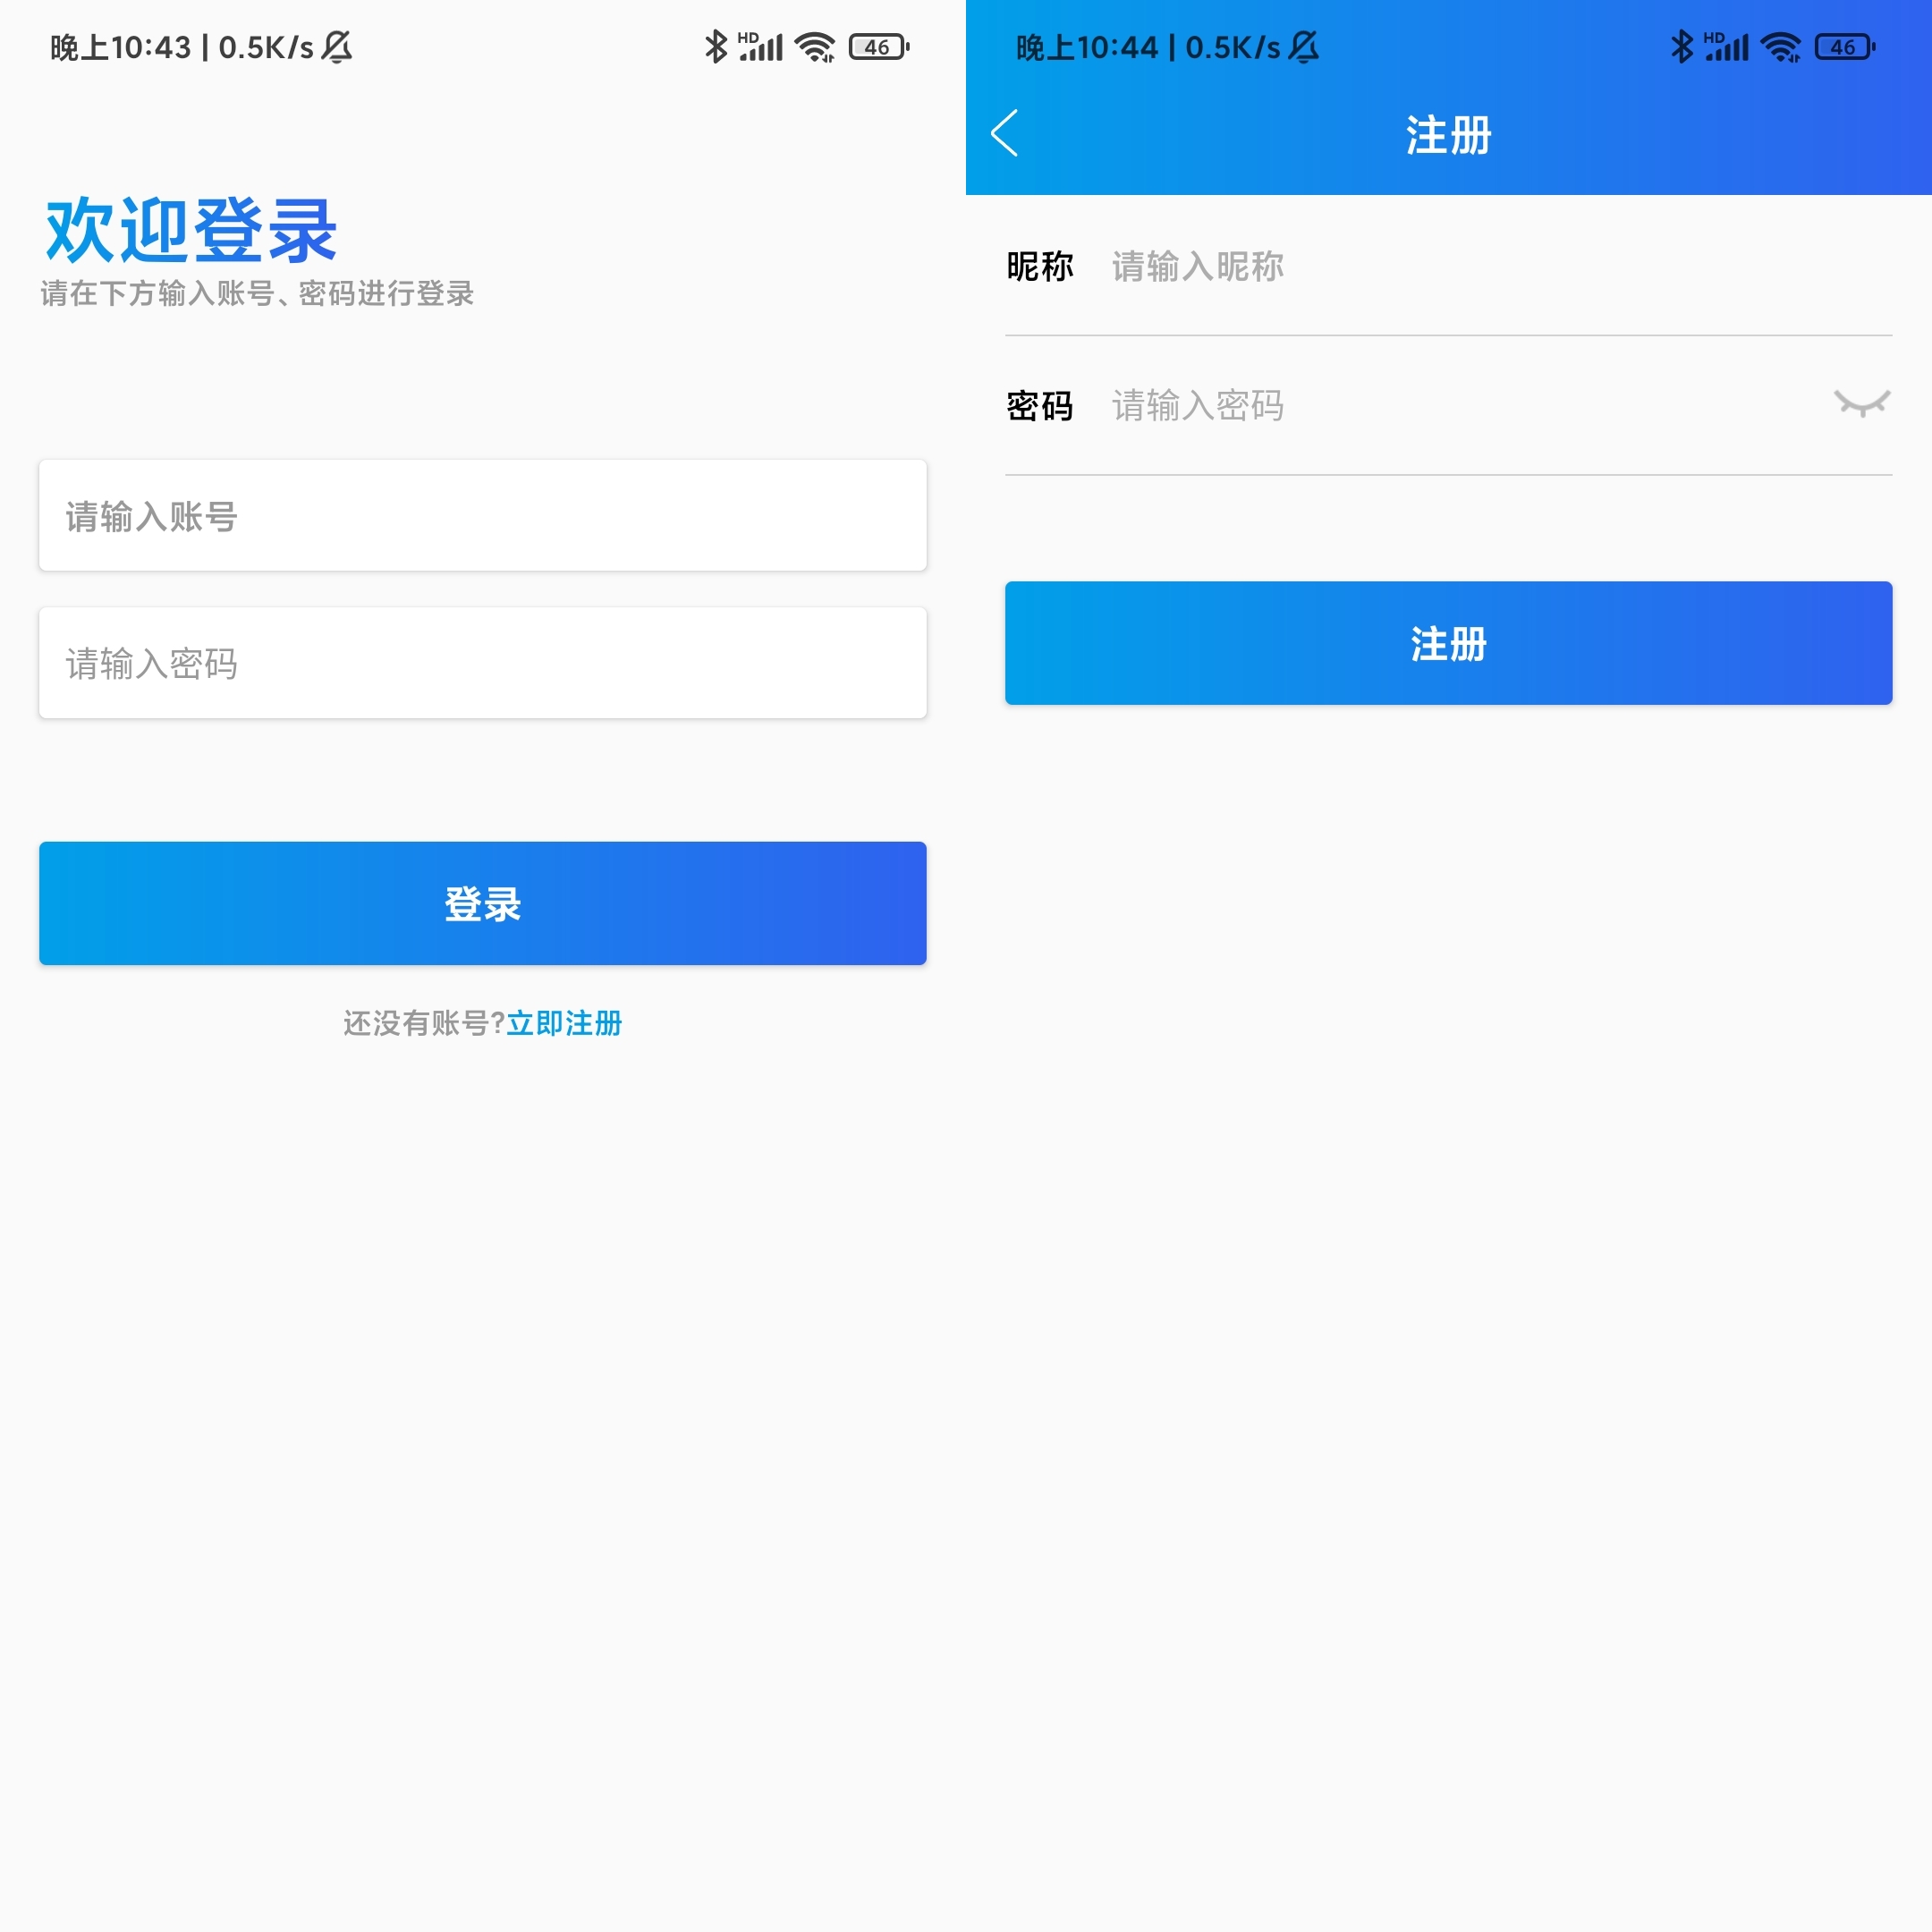 晚上10:43 | 0.5K/s
HD
46
欢迎登录
请在下方输入账号、密码进行登录
请输入账号
请输入密码
登录
还没有账号?立即注册
晚上10:44 | 0.5K/s
HD
46
注册
昵称 请输入昵称
密码 请输入密码
注册